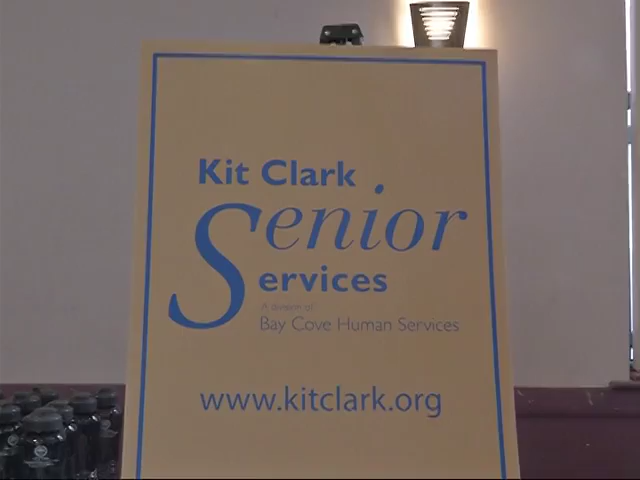 Kit Clark
Senior
Services
A division of
Bay Cove Human Services
www.kitclark.org